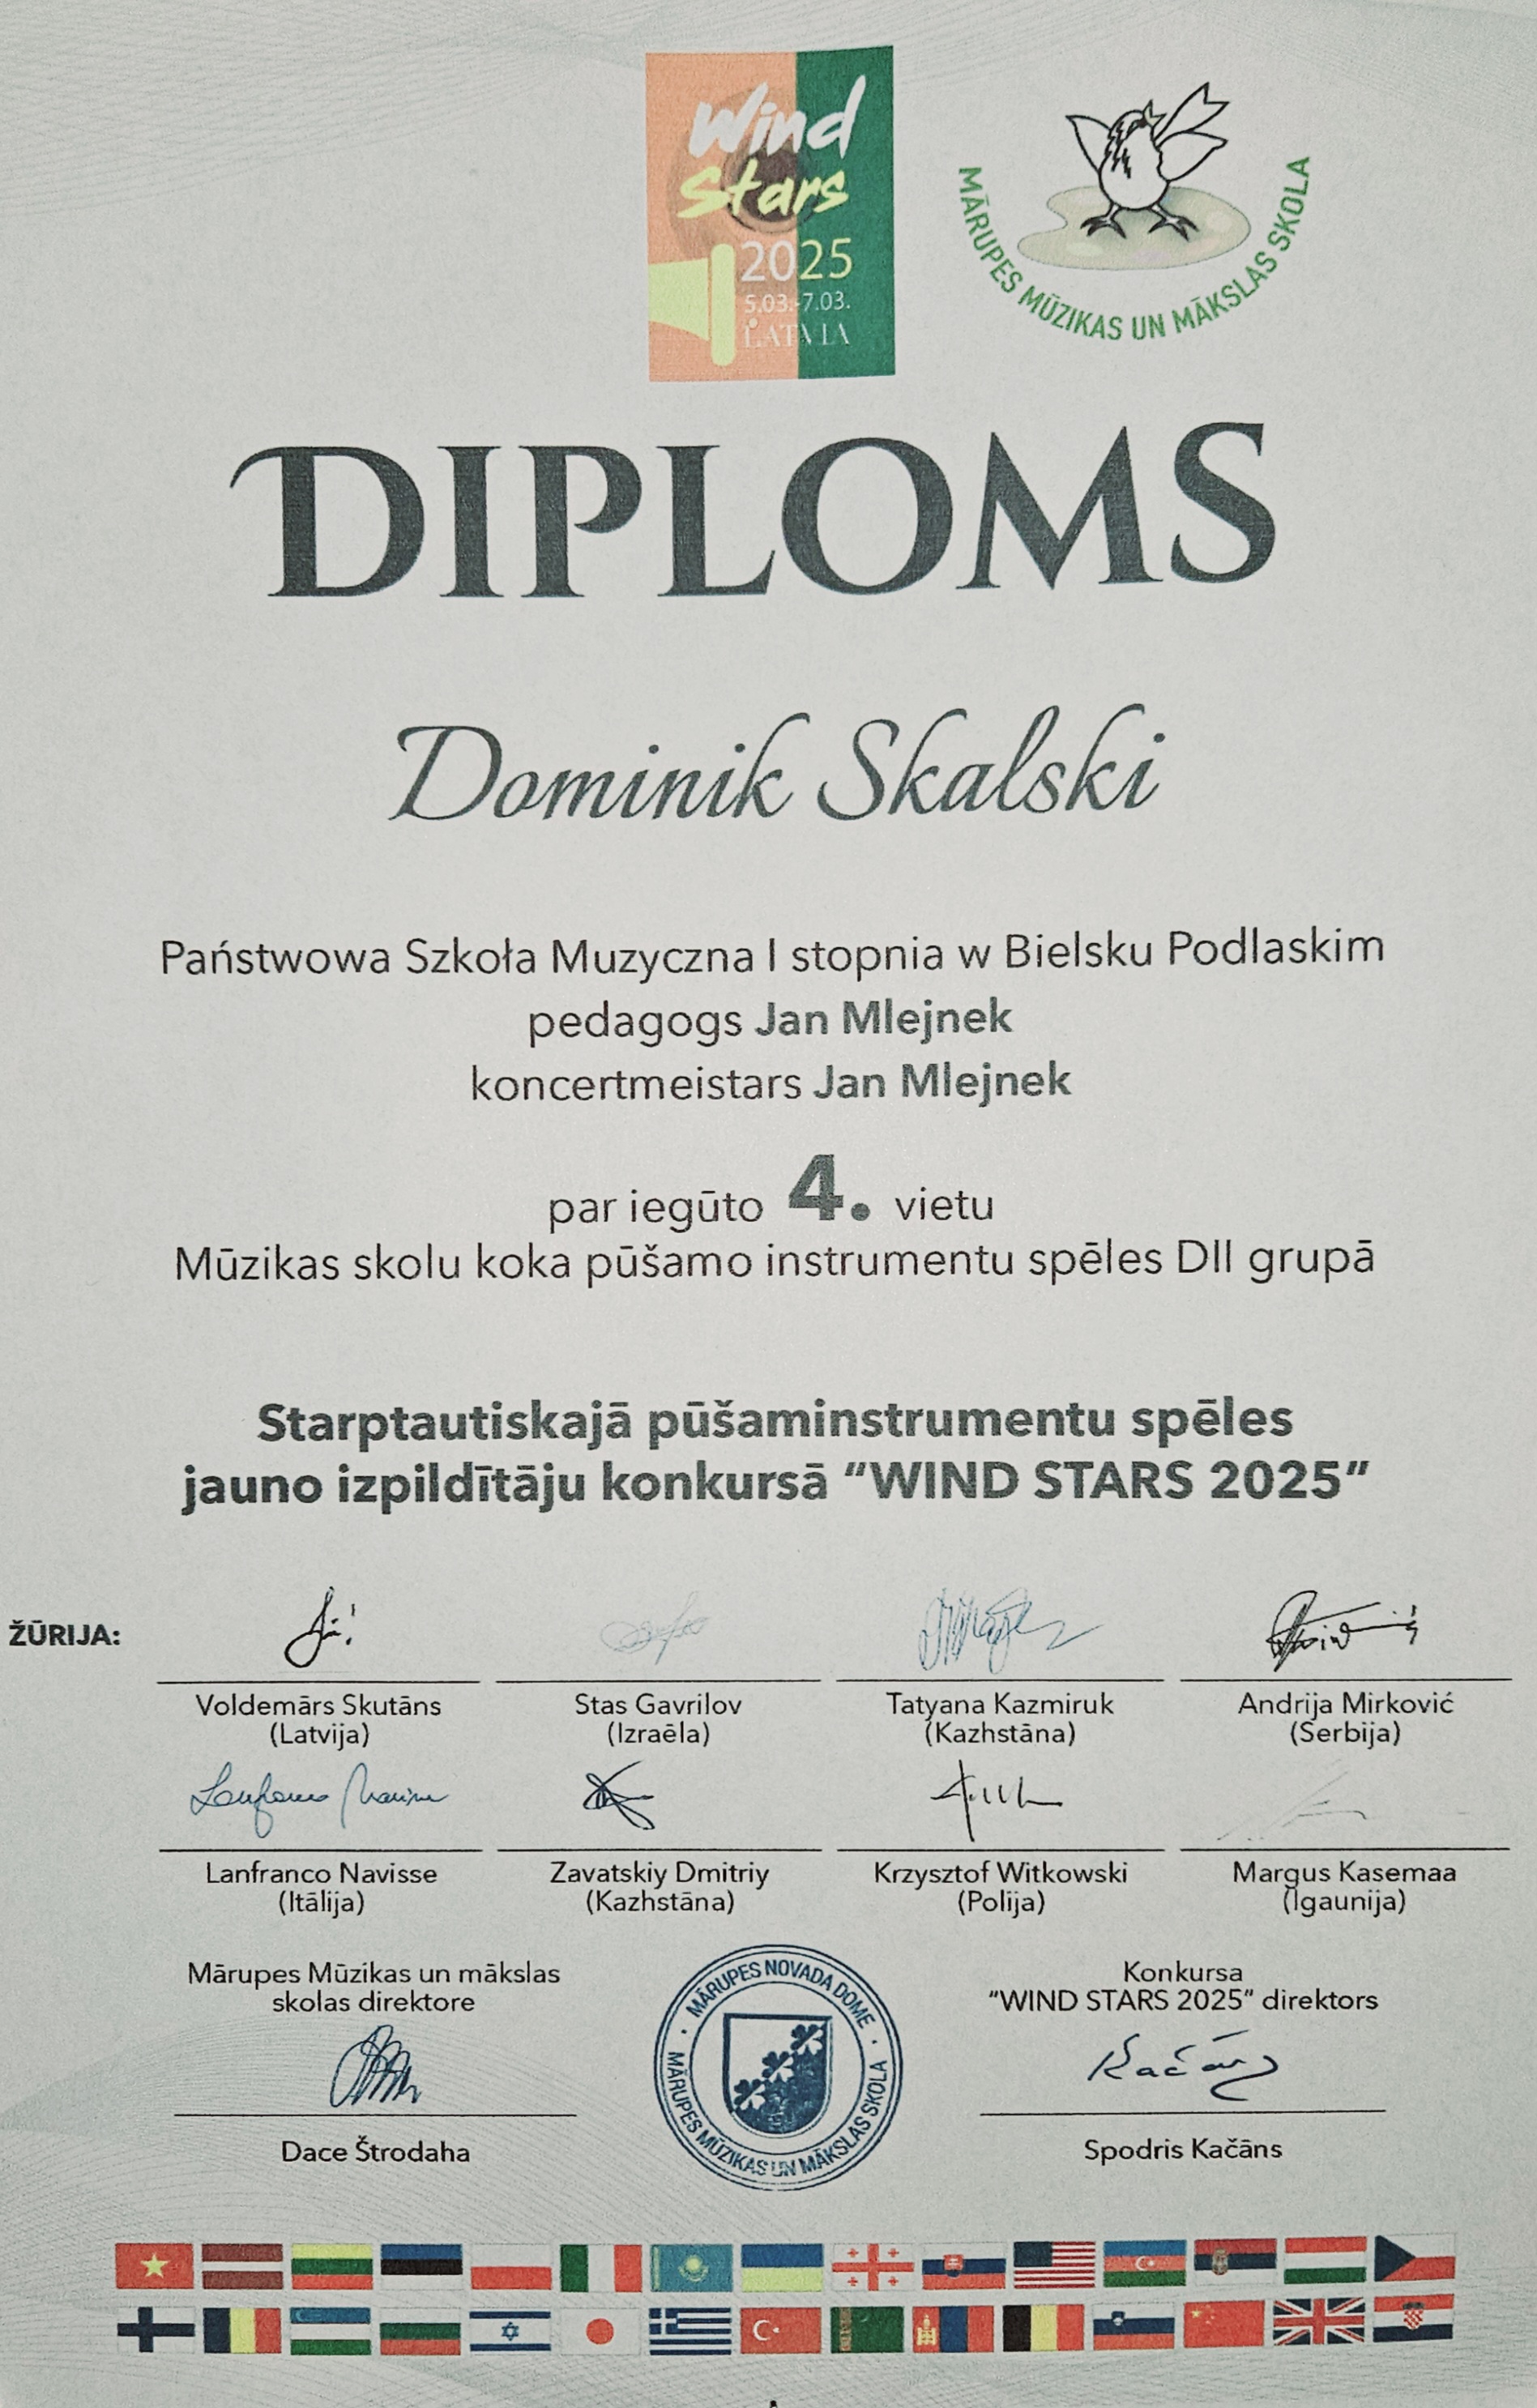 Wind
Stars
2025
5.03.-7.03.
LATVIA
MĀRUPES MŪZIKAS UN MĀKSLAS SKOLA
DIPLOMS
Dominik Skalski
Państwowa Szkoła Muzyczna I stopnia w Bielsku Podlaskim
pedagogs Jan Mlejnek
koncertmeistars Jan Mlejnek
par iegūto 4. vietu
Mūzikas skolu koka pūšamo instrumentu spēles DII grupā
Starptautiskajā pūšaminstrumentu spēles
jauno izpildītāju konkursā “WIND STARS 2025”
ŽŪRIJA:
Voldemārs Skutāns
(Latvija)
Stas Gavrilov
(Izraēla)
Tatyana Kazmiruk
(Kazhstāna)
Andrija Mirković
(Serbija)
Lanfranco Navisse
(Itālija)
Zavatskiy Dmitriy
(Kazhstāna)
Krzysztof Witkowski
(Polija)
Margus Kasemaa
(Igaunija)
Mārupes Mūzikas un mākslas
skolas direktore
Dace Štrodaha
MĀRUPES NOVADA DOME
MĀRUPES MŪZIKAS UN MĀKSLAS SKOLA
Konkursa
“WIND STARS 2025” direktors
Kačāns
Spodris Kačāns